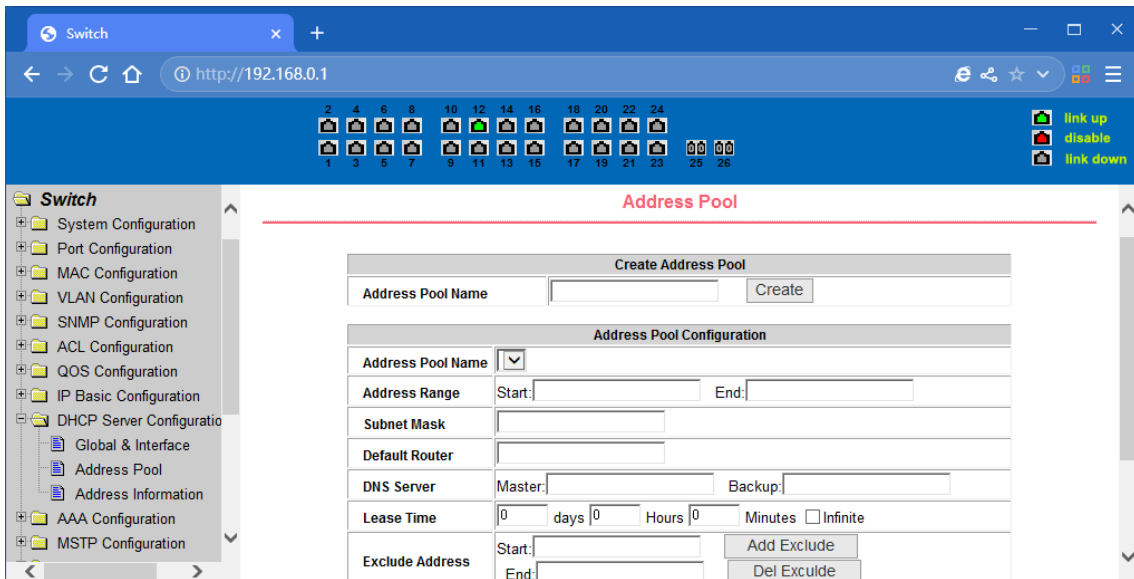 Switch
http://192.168.0.1
2 4 6 8 10 12 14 16 18 20 22 24
1 3 5 7 9 11 13 15 17 19 21 23 25 26
link up
disable
link down
Switch
System Configuration
Port Configuration
MAC Configuration
VLAN Configuration
SNMP Configuration
ACL Configuration
QOS Configuration
IP Basic Configuration
DHCP Server Configuratio
Global & Interface
Address Pool
Address Information
AAA Configuration
MSTP Configuration
Address Pool
Create Address Pool
Address Pool Name Create
Address Pool Configuration
Address Pool Name
Address Range Start: End:
Subnet Mask
Default Router
DNS Server Master: Backup:
Lease Time 0 days 0 Hours 0 Minutes Infinite
Exclude Address Start: Add Exclude
End: Del Exculde